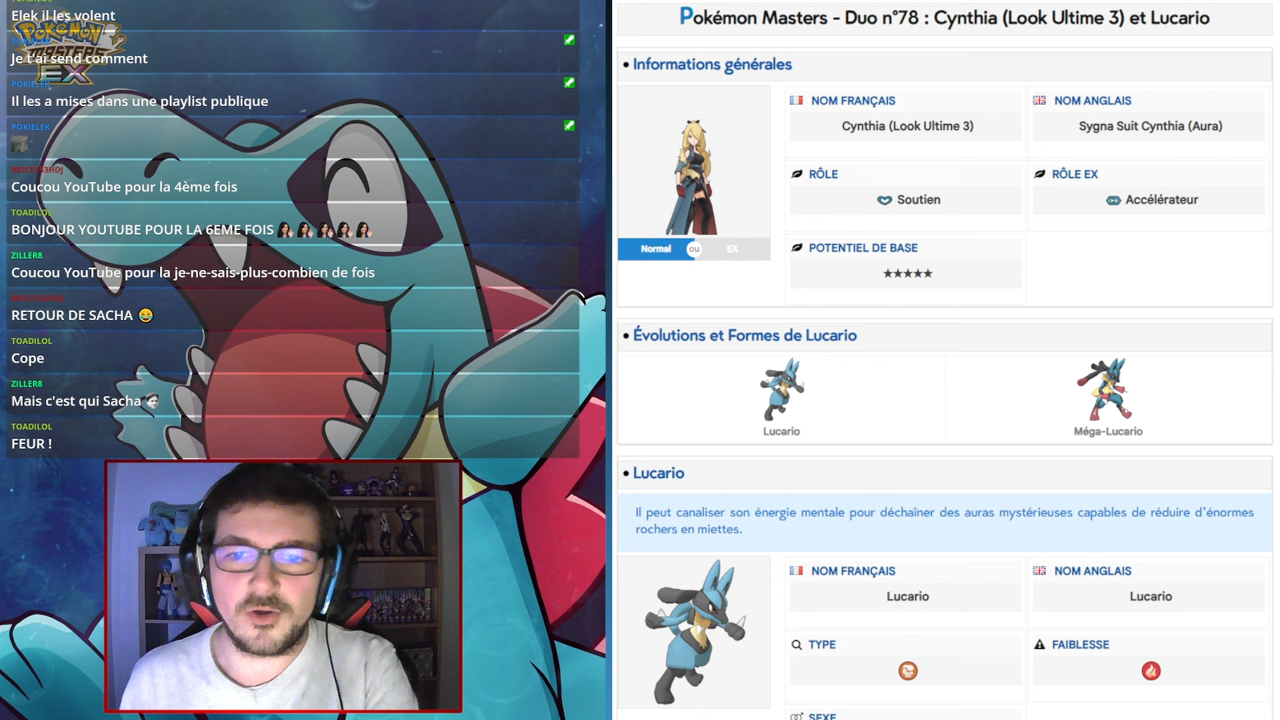 Elek il les volent
POKÉMON
MASTERS
EX
Je t'ai send comment
POKIELEK
Il les a mises dans une playlist publique
POKIELEK
Coucou YouTube pour la 4ème fois
TOADILOL
BONJOUR YOUTUBE POUR LA 6EME FOIS
ZILLER8
Coucou YouTube pour la je-ne-sais-plus-combien de fois
RETOUR DE SACHA 😂
TOADILOL
Cope
ZILLER8
Mais c'est qui Sacha
TOADILOL
FEUR !
Pokémon Masters - Duo n°78 : Cynthia (Look Ultime 3) et Lucario
• Informations générales
NOM FRANÇAIS
Cynthia (Look Ultime 3)
NOM ANGLAIS
Sygna Suit Cynthia (Aura)
RÔLE
Soutien
RÔLE EX
Accélérateur
Normal ou EX
POTENTIEL DE BASE
★★★★★
• Évolutions et Formes de Lucario
Lucario
Méga-Lucario
• Lucario
Il peut canaliser son énergie mentale pour déchaîner des auras mystérieuses capables de réduire d'énormes
rochers en miettes.
NOM FRANÇAIS
Lucario
NOM ANGLAIS
Lucario
TYPE
FAIBLESSE
SEXE